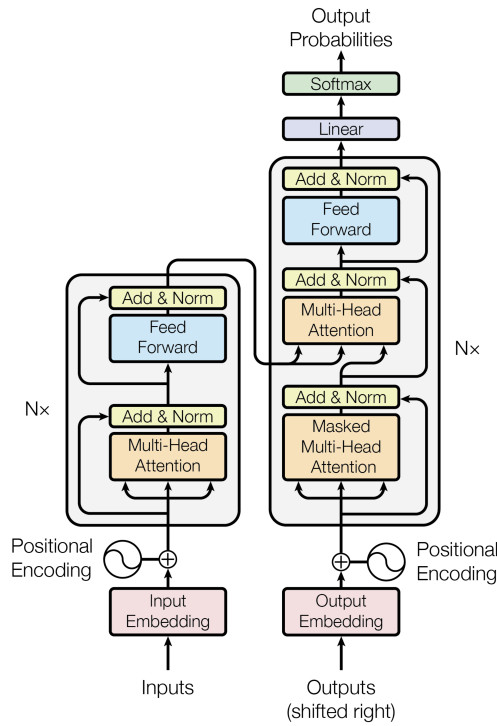 Output
Probabilities
Softmax
Linear
Add & Norm
Feed
Forward
Add & Norm
Multi-Head
Attention
Add & Norm
Masked
Multi-Head
Attention
Nx
Add & Norm
Feed
Forward
Add & Norm
Multi-Head
Attention
N×
Positional
Encoding
Positional
Encoding
Input
Embedding
Output
Embedding
Inputs
Outputs
(shifted right)